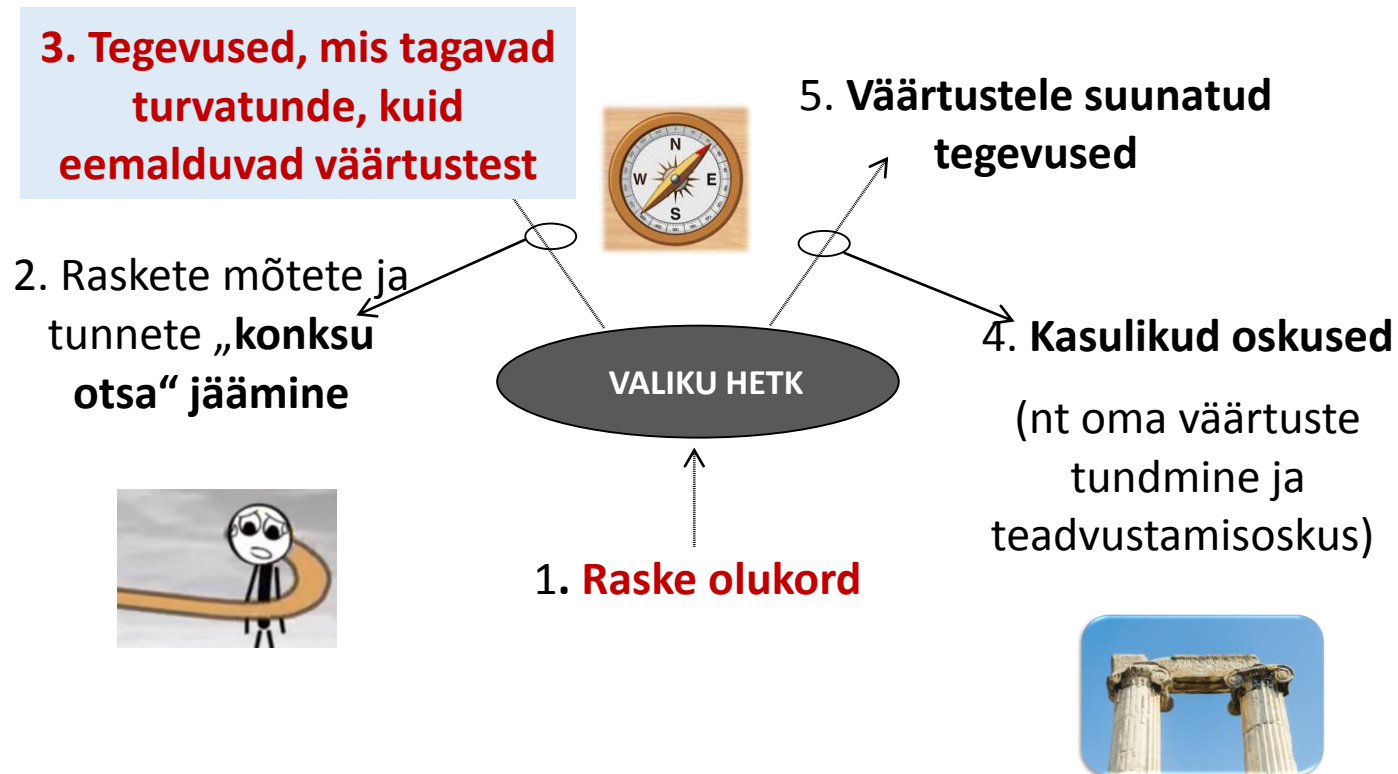 3. Tegevused, mis tagavad
turvatunde, kuid
eemalduvad väärtustest
5. Väärtustele suunatud
tegevused
N
W E
S
2. Raskete mõtete ja
tunnete „konksu
otsa“ jäämine
VALIKU HETK
4. Kasulikud oskused
(nt oma väärtuste
tundmine ja
teadvustamisoskus)
1. Raske olukord